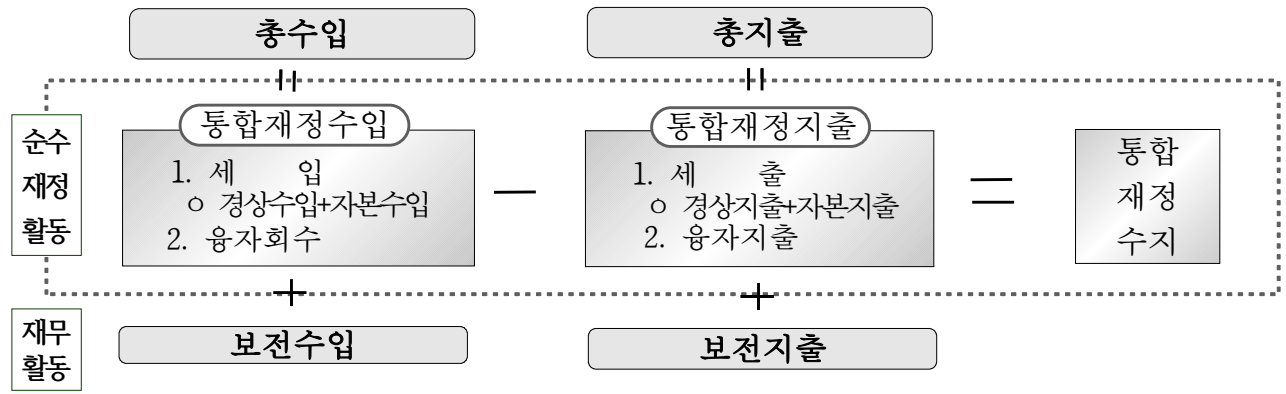 총수입
총지출
순수
재정
활동
통합재정수입
1. 세 입
ㅇ 경상수입+자본수입
2. 융자회수
통합재정지출
1. 세 출
ㅇ 경상지출+자본지출
2. 융자지출
통합
재정
수지
재무
활동
보전수입
보전지출